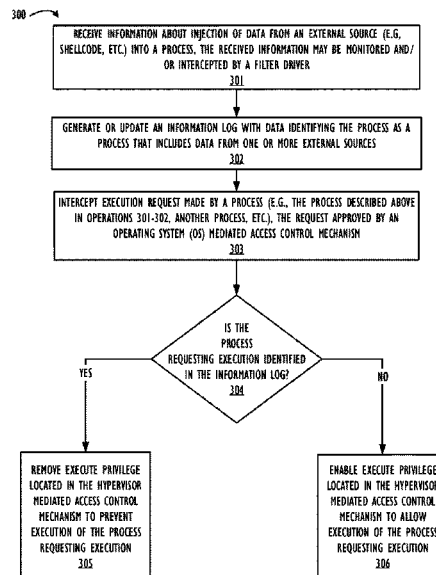 300
RECEIVE INFORMATION ABOUT INJECTION OF DATA FROM AN EXTERNAL SOURCE (E.G,
SHELLCODE, ETC.) INTO A PROCESS, THE RECEIVED INFORMATION MAY BE MONITORED AND/
OR INTERCEPTED BY A FILTER DRIVER
301
GENERATE OR UPDATE AN INFORMATION LOG WITH DATA IDENTIFYING THE PROCESS AS A
PROCESS THAT INCLUDES DATA FROM ONE OR MORE EXTERNAL SOURCES
302
INTERCEPT EXECUTION REQUEST MADE BY A PROCESS (E.G., THE PROCESS DESCRIBED ABOVE
IN OPERATIONS 301-302, ANOTHER PROCESS, ETC.), THE REQUEST APPROVED BY AN
OPERATING SYSTEM (OS) MEDIATED ACCESS CONTROL MECHANISM
303
IS THE
PROCESS
REQUESTING EXECUTION IDENTIFIED
IN THE INFORMATION LOG?
304
YES
NO
REMOVE EXECUTE PRIVILEGE
LOCATED IN THE HYPERVISOR
MEDIATED ACCESS CONTROL
MECHANISM TO PREVENT
EXECUTION OF THE PROCESS
REQUESTING EXECUTION
305
ENABLE EXECUTE PRIVILEGE
LOCATED IN THE HYPERVISOR
MEDIATED ACCESS CONTROL
MECHANISM TO ALLOW
EXECUTION OF THE PROCESS
REQUESTING EXECUTION
306